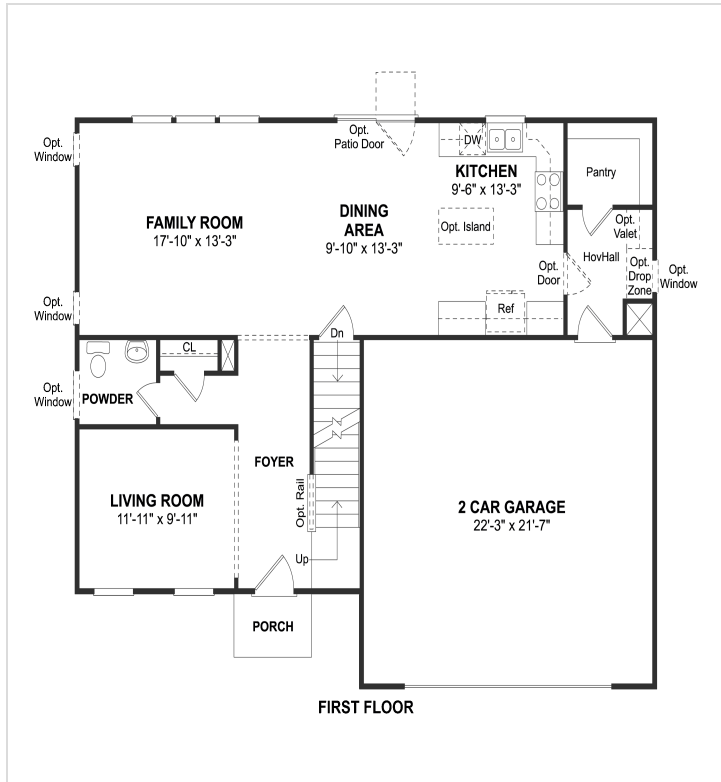 Opt.
Window
Opt.
Patio Door
DW
KITCHEN
9'-6" x 13'-3"
Pantry
FAMILY ROOM
17'-10" x 13'-3"
DINING
AREA
9'-10" x 13'-3"
Opt. Island
Opt.
Valet
HovHall
Opt.
Door
Opt.
Drop
Zone
Opt.
Window
Opt.
Window
Ref
Dn
CL
Opt.
Window
POWDER
FOYER
LIVING ROOM
11'-11" x 9'-11"
Opt. Rail
2 CAR GARAGE
22'-3" x 21'-7"
Up
PORCH
FIRST FLOOR